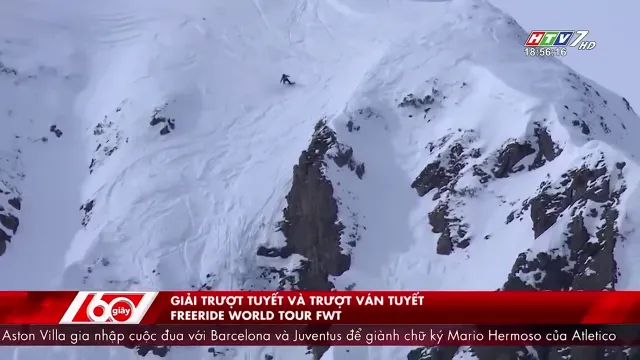 HTV7 HD
18:56:16
HTV7
60 giây
GIẢI TRƯỢT TUYẾT VÀ TRƯỢT VÁN TUYẾT
FREERIDE WORLD TOUR FWT
Aston Villa gia nhập cuộc đua với Barcelona và Juventus để giành chữ ký Mario Hermoso của Atletico